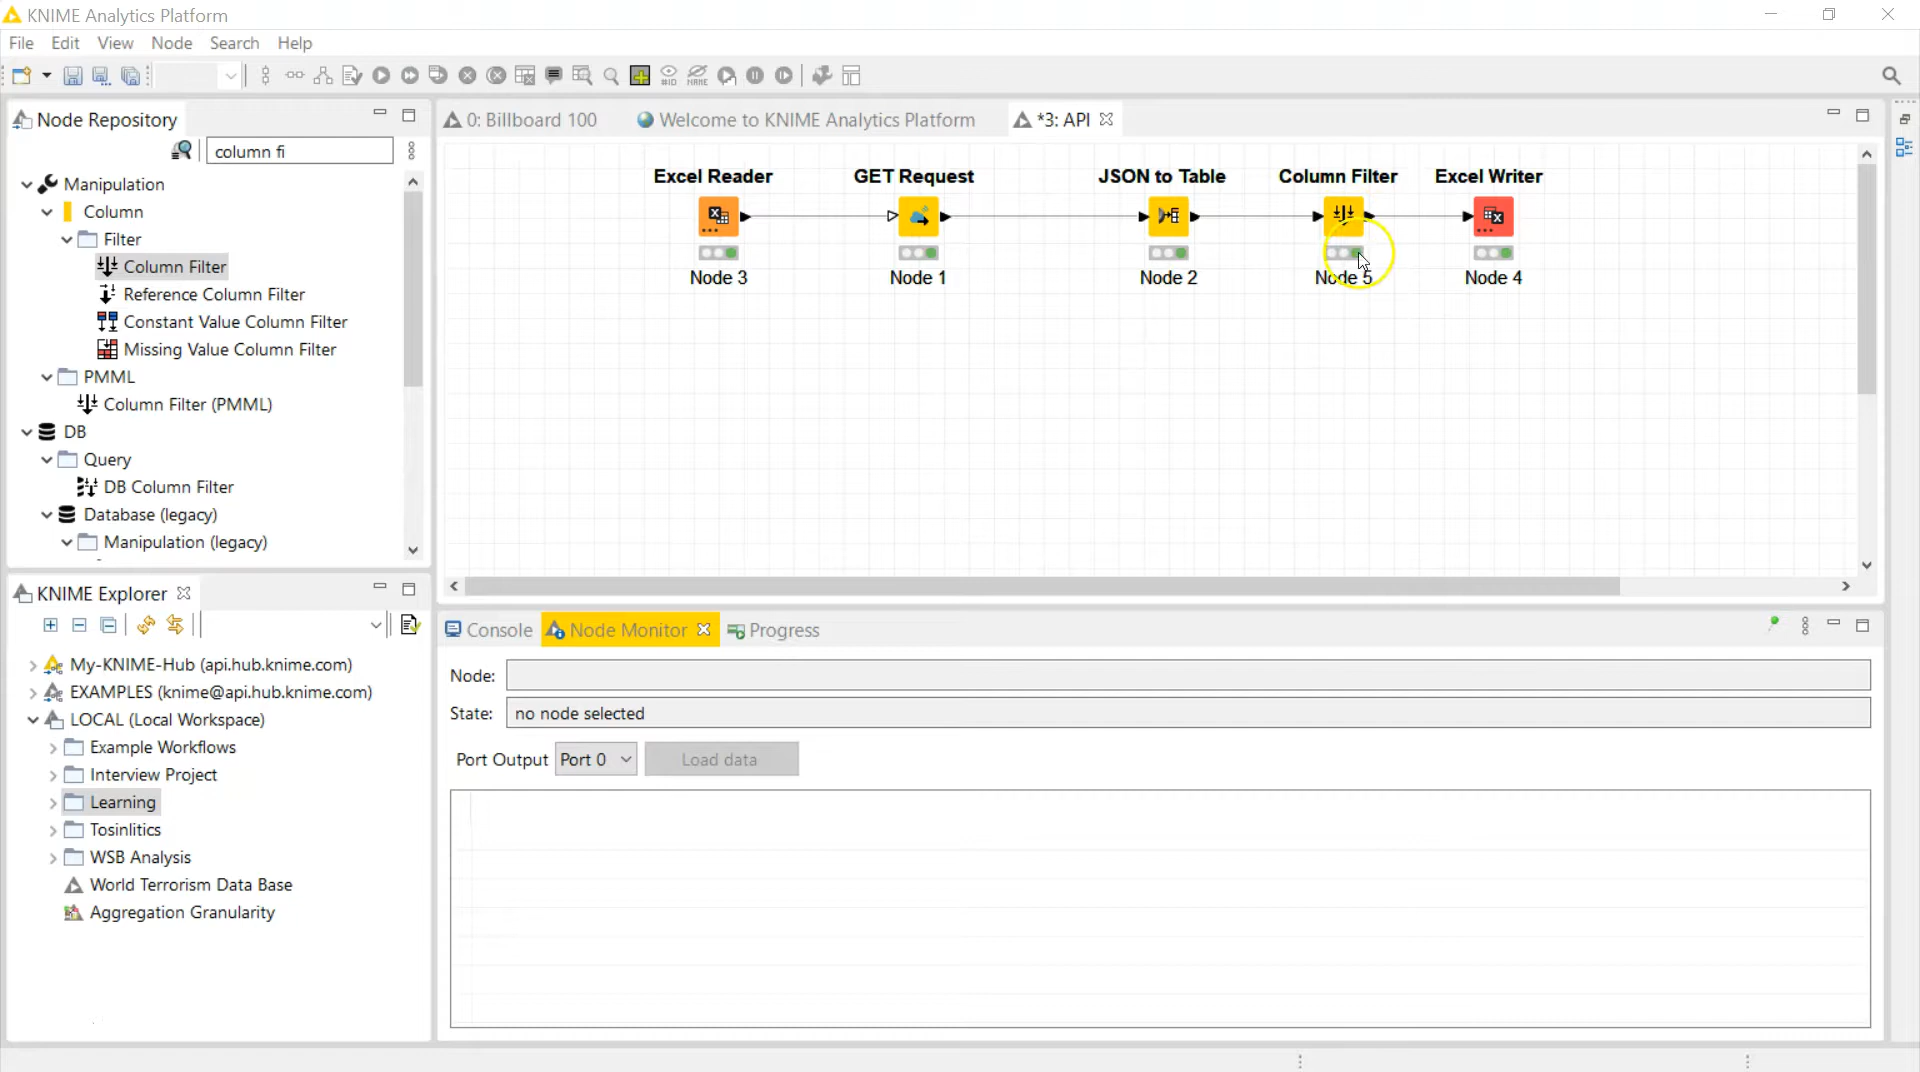 KNIME Analytics Platform
File Edit View Node Search Help
Node Repository
column fi
Manipulation
Column
Filter
Column Filter
Reference Column Filter
Constant Value Column Filter
Missing Value Column Filter
PMML
Column Filter (PMML)
DB
Query
DB Column Filter
Database (legacy)
Manipulation (legacy)
KNIME Explorer
My-KNIME-Hub (api.hub.knime.com)
EXAMPLES (knime@api.hub.knime.com)
LOCAL (Local Workspace)
Example Workflows
Interview Project
Learning
Tosinlitics
WSB Analysis
World Terrorism Data Base
Aggregation Granularity
0: Billboard 100 Welcome to KNIME Analytics Platform *3: API
Excel Reader GET Request JSON to Table Column Filter Excel Writer
Node 3 Node 1 Node 2 Node 5 Node 4
Console Node Monitor Progress
Node:
State: no node selected
Port Output Port 0 Load data